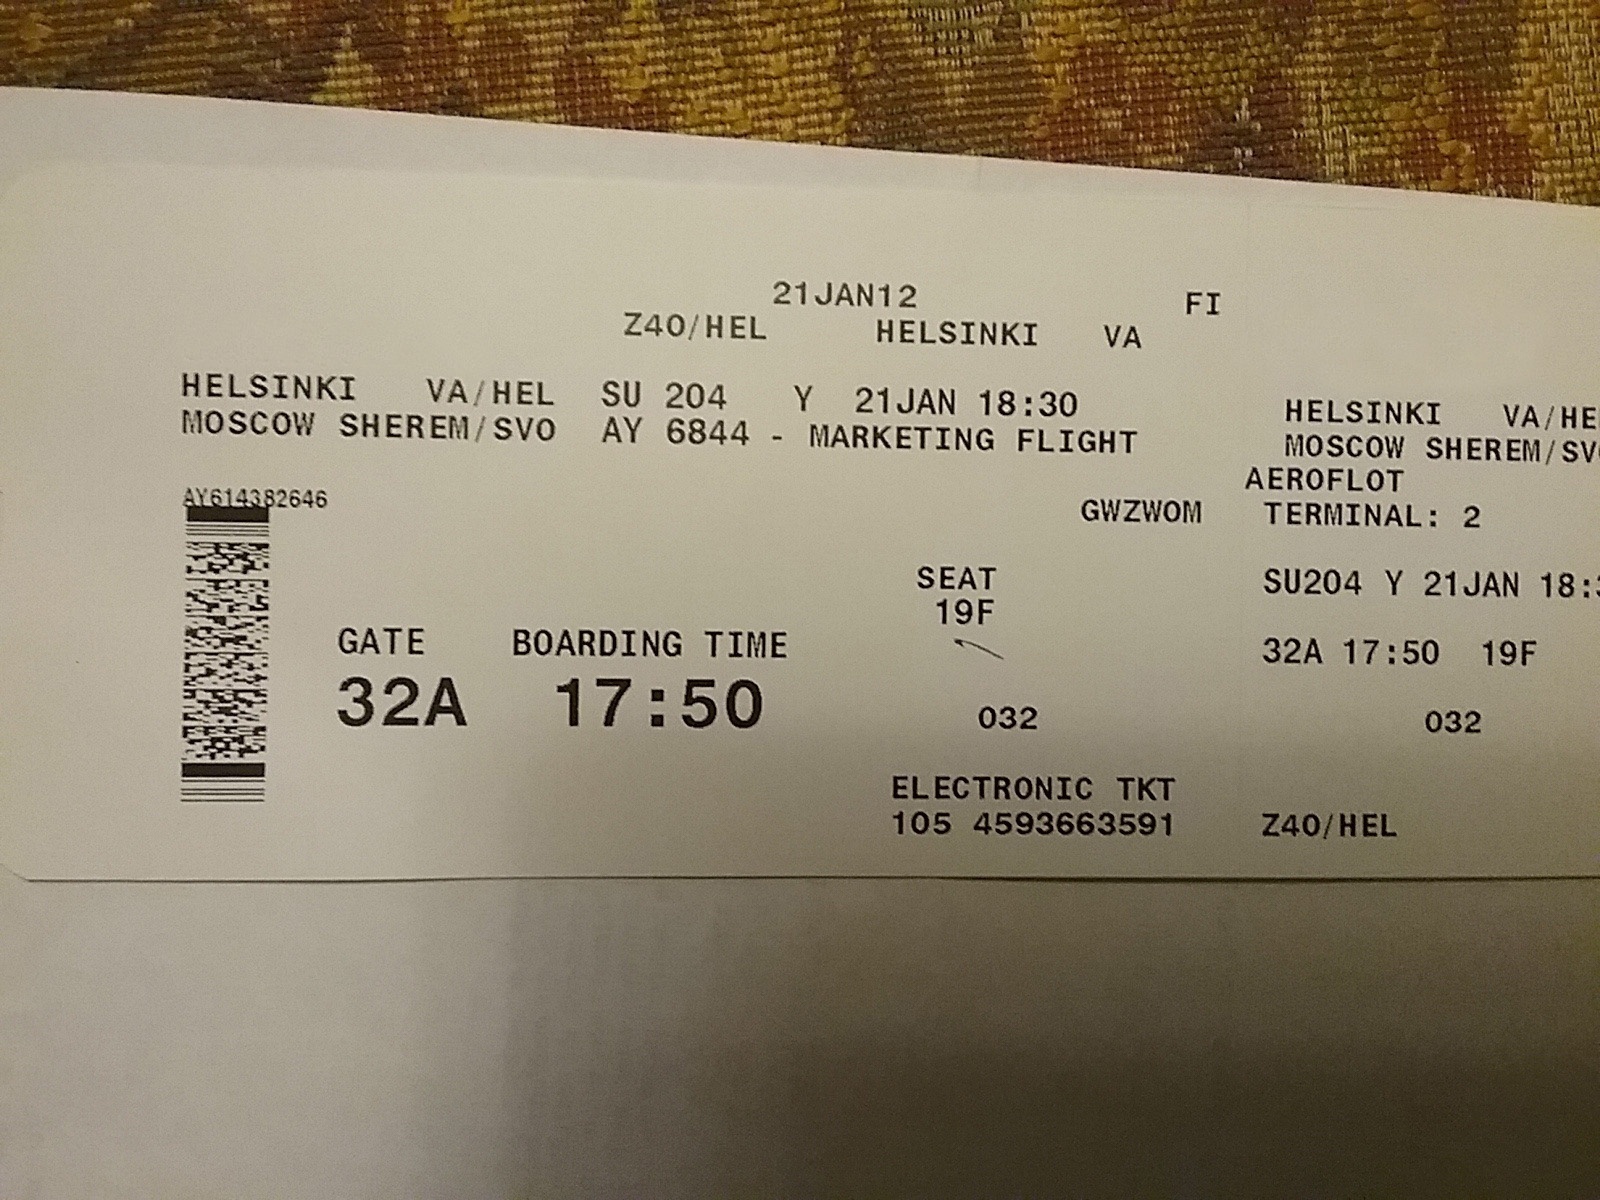 21JAN12 FI
Z40/HEL HELSINKI VA
HELSINKI VA/HEL SU 204 Y 21JAN 18:30
MOSCOW SHEREM/SVO AY 6844 - MARKETING FLIGHT
AY614382646
GWZWOM
SEAT
19F
GATE BOARDING TIME
32A 17:50
032
ELECTRONIC TKT
105 4593663591
HELSINKI VA/HE
MOSCOW SHEREM/SV
AEROFLOT
TERMINAL: 2
SU204 Y 21JAN 18:
32A 17:50 19F
032
Z40/HEL